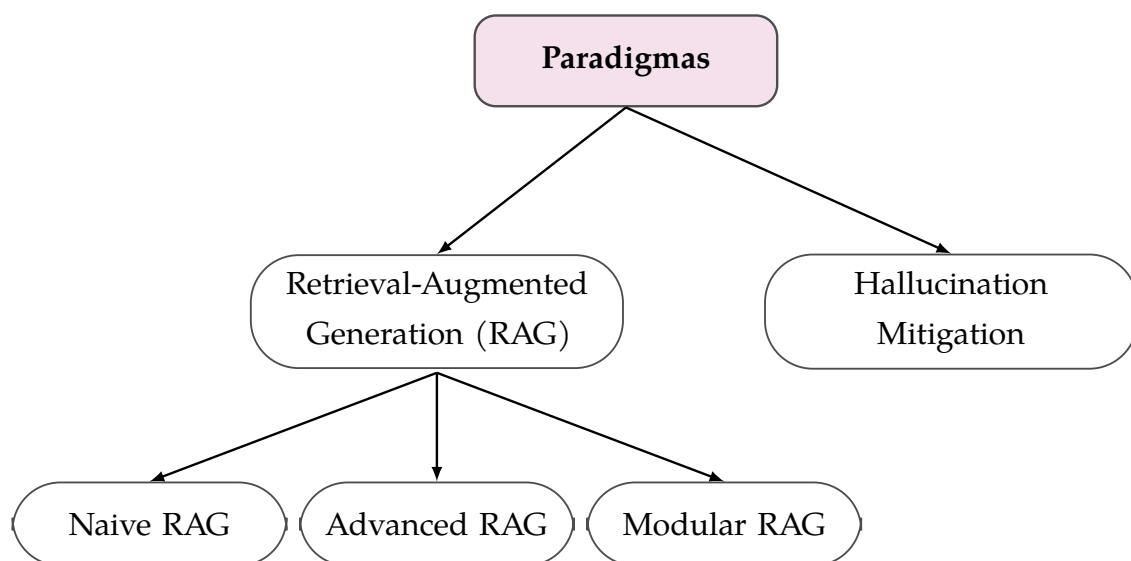 Paradigmas
Retrieval-Augmented
Generation (RAG)
Hallucination
Mitigation
Naive RAG
Advanced RAG
Modular RAG